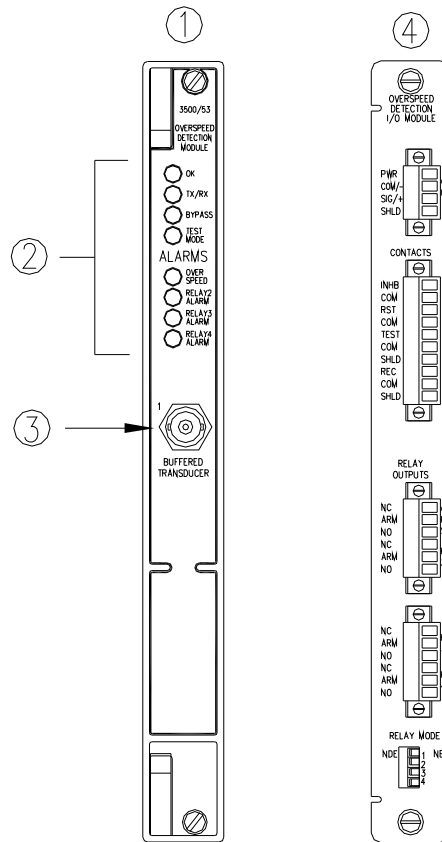 1
4
3500/53
OVERSPEED
DETECTION
MODULE
OK
TX/RX
BYPASS
TEST
MODE
ALARMS
OVER
SPEED
RELAY2
ALARM
RELAY3
ALARM
RELAY4
ALARM
2
3
1
BUFFERED
TRANSDUCER
OVERSPEED
DETECTION
I/O MODULE
PWR
COM/-
SIG/+
SHLD
CONTACTS
INHB
COM
RST
COM
TEST
COM
SHLD
REC
COM
SHLD
RELAY
OUTPUTS
NC
ARM
NO
NC
ARM
NO
NC
ARM
NO
NC
ARM
NO
RELAY MODE
NDE
1
2
3
4